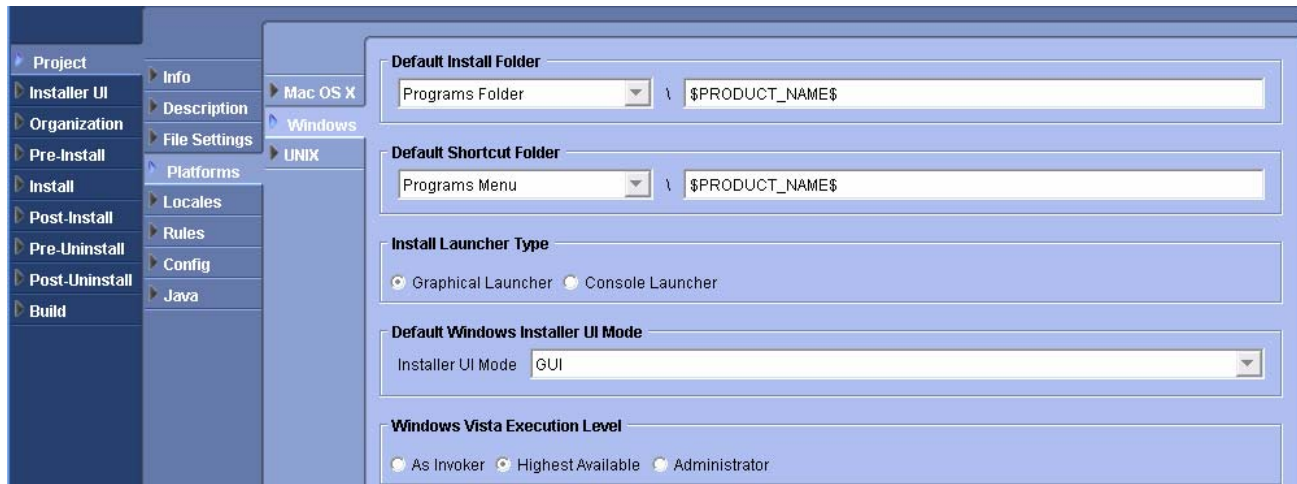 Project
Installer UI
Organization
Pre-Install
Install
Post-Install
Pre-Uninstall
Post-Uninstall
Build
Info
Description
File Settings
Platforms
Locales
Rules
Config
Java
Mac OS X
Windows
UNIX
Default Install Folder
Programs Folder \ $PRODUCT_NAME$
Default Shortcut Folder
Programs Menu \ $PRODUCT_NAME$
Install Launcher Type
Graphical Launcher Console Launcher
Default Windows Installer UI Mode
Installer UI Mode GUI
Windows Vista Execution Level
As Invoker Highest Available Administrator